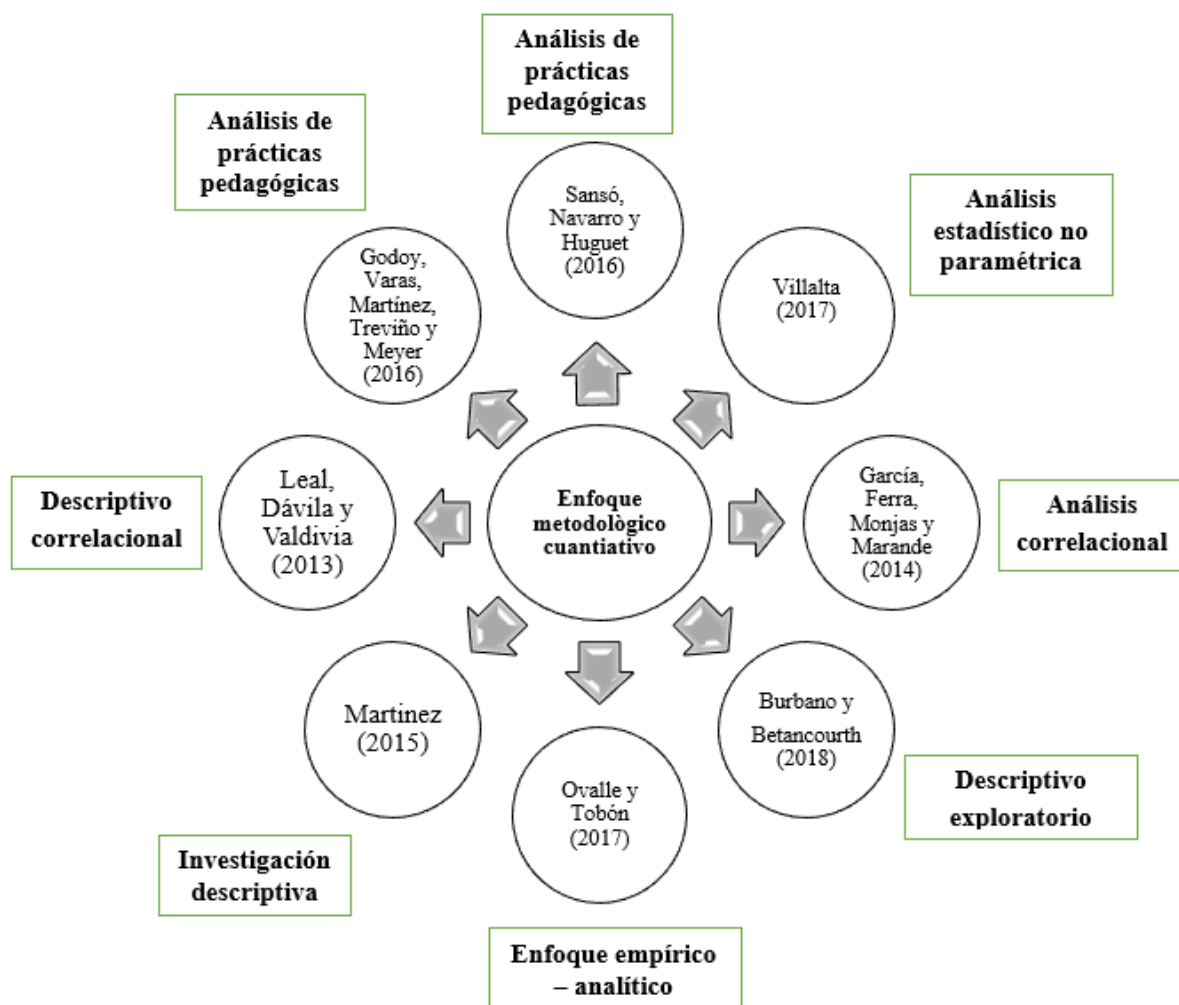 Análisis de
prácticas
pedagógicas
Sansó,
Navarro y
Huguet
(2016)
Análisis de
prácticas
pedagógicas
Godoy,
Varas,
Martínez,
Treviño y
Meyer
(2016)
Análisis
estadístico no
paramétrica
Villalta
(2017)
Descriptivo
correlacional
Leal,
Dávila y
Valdivia
(2013)
Enfoque
metodològico
cuantiativo
García,
Ferra,
Monjas y
Marande
(2014)
Análisis
correlacional
Martinez
(2015)
Investigación
descriptiva
Ovalle y
Tobón
(2017)
Enfoque empírico
– analítico
Burbano y
Betancourth
(2018)
Descriptivo
exploratorio